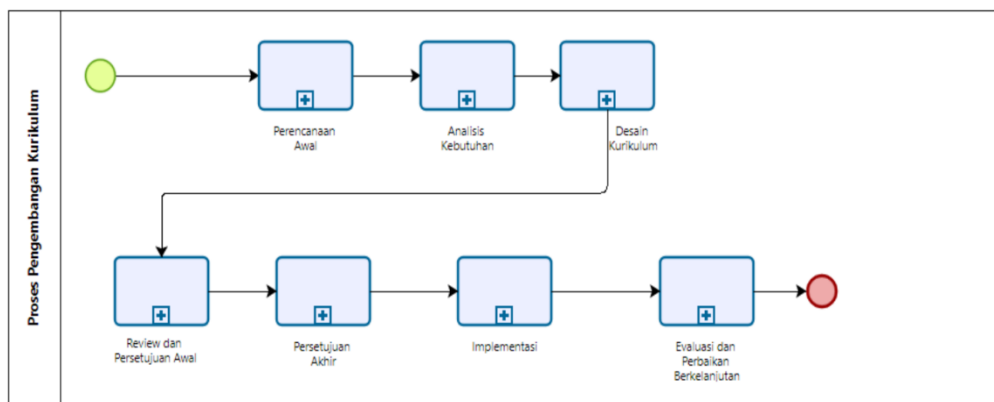 Proses Pengembangan Kurikulum
Perencanaan
Awal
Analisis
Kebutuhan
Desain
Kurikulum
Review dan
Persetujuan Awal
Persetujuan
Akhir
Implementasi
Evaluasi dan
Perbaikan
Berkelanjutan